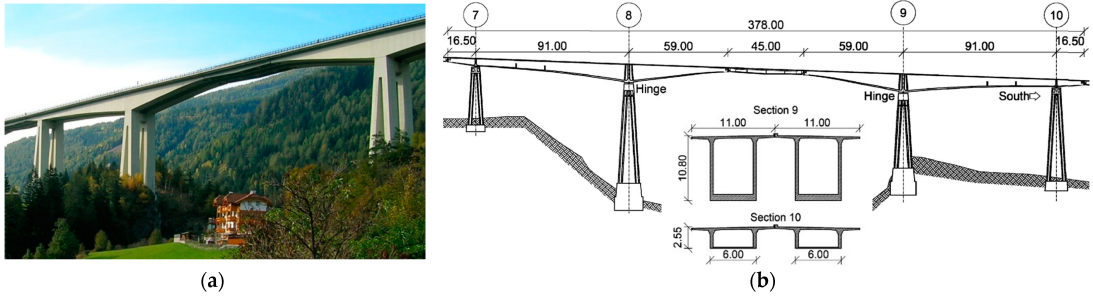 7 8 9 10
378.00
16.50 91.00 59.00 45.00 59.00 91.00 16.50
Hinge Hinge South
Section 9
11.00 11.00
10.80
Section 10
2.55
6.00 6.00
(a) (b)